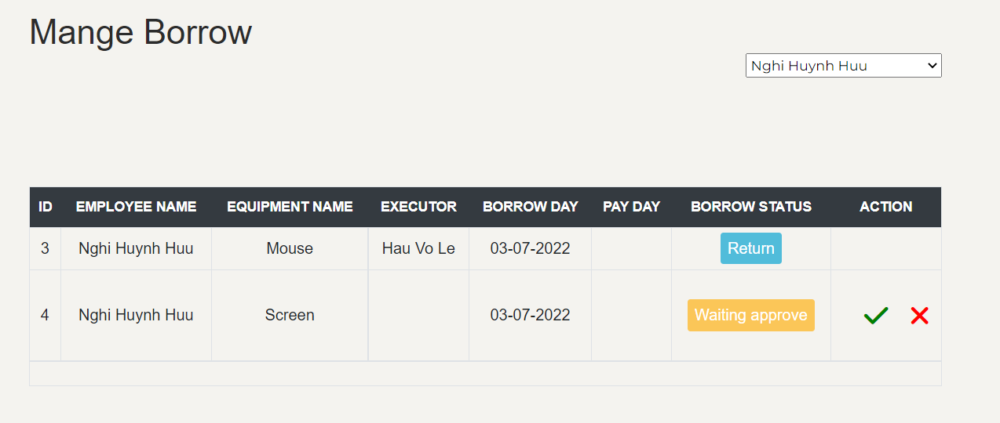 Mange Borrow
Nghi Huynh Huu
ID EMPLOYEE NAME EQUIPMENT NAME EXECUTOR BORROW DAY PAY DAY BORROW STATUS ACTION
3 Nghi Huynh Huu Mouse Hau Vo Le 03-07-2022 Return
4 Nghi Huynh Huu Screen 03-07-2022 Waiting approve